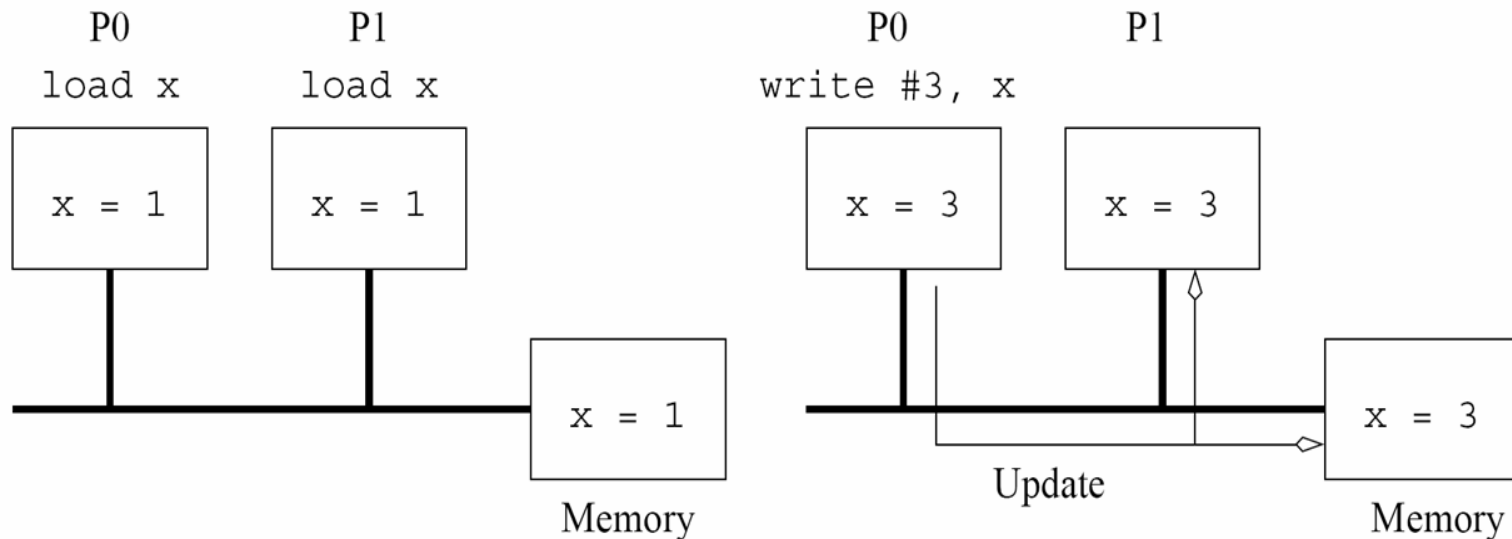 P0 P1
load x load x
x = 1 x = 1
x = 1
Memory
P0 P1
write #3, x
x = 3 x = 3
x = 3
Update
Memory